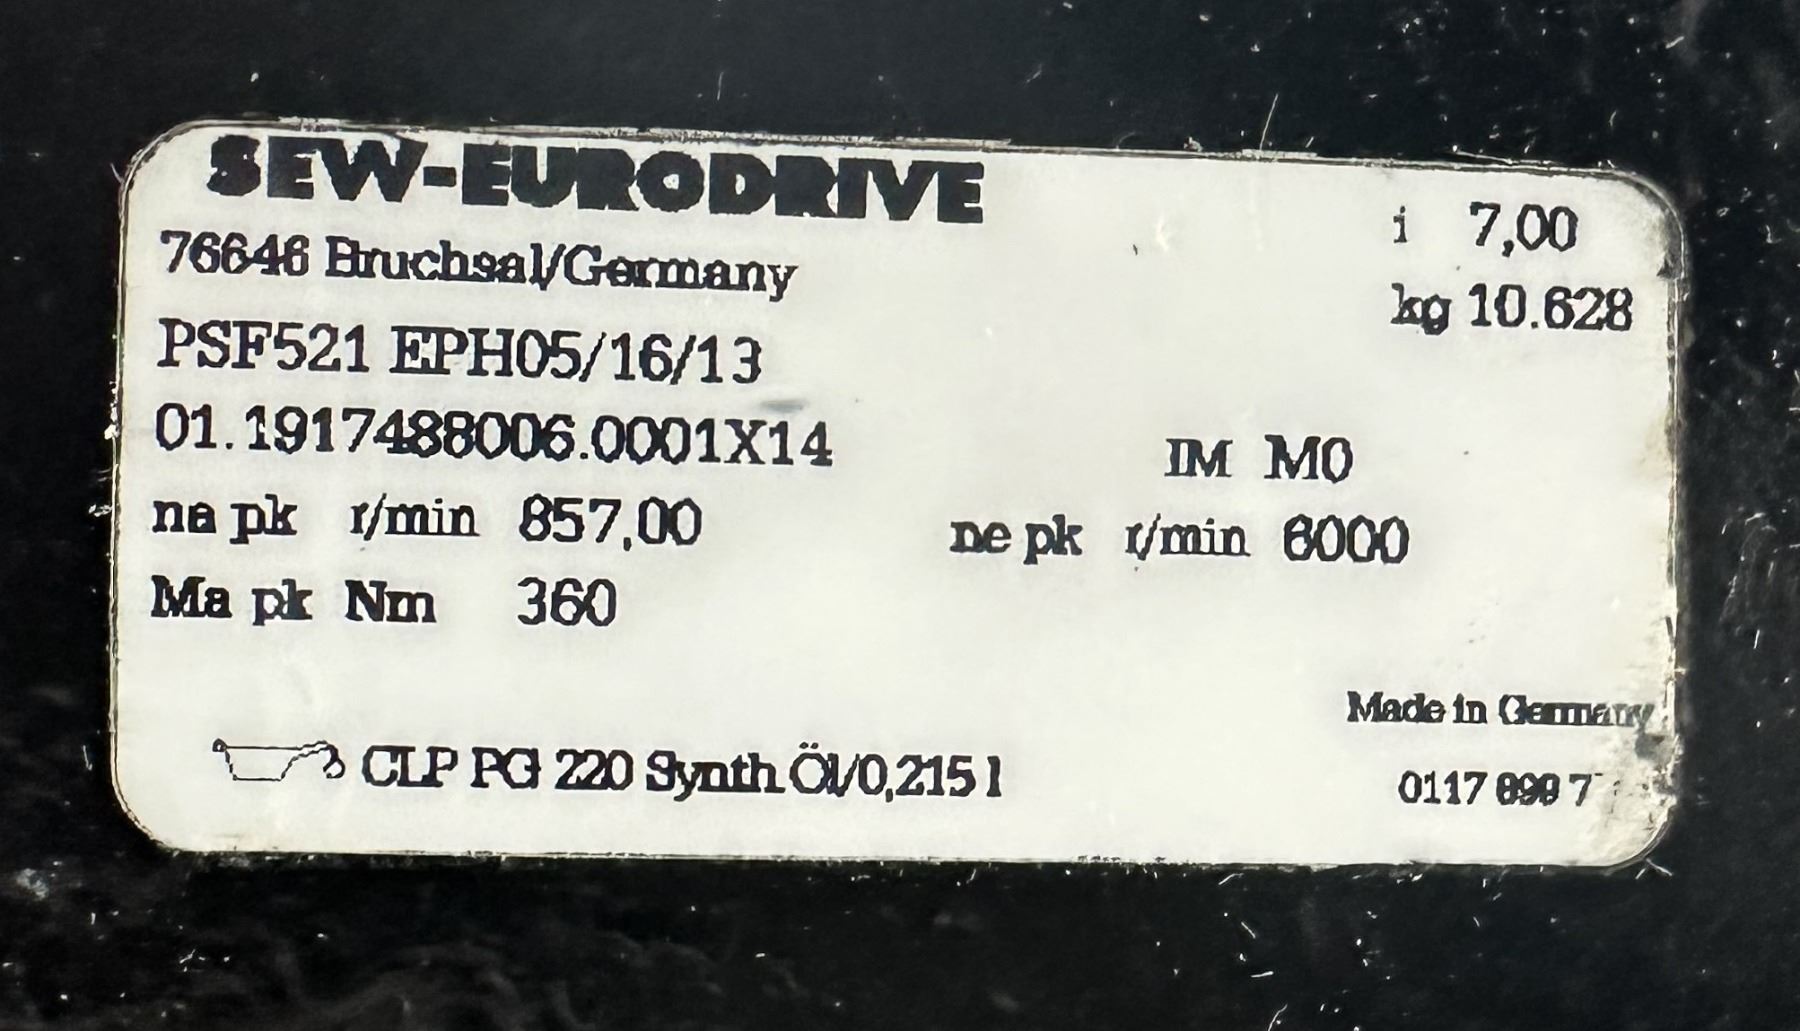 SEW-EURODRIVE
76646 Bruchsal/Germany
i 7,00
kg 10.628
PSF521 EPH05/16/13
01.1917488006.0001X14
IM M0
na pk r/min 857,00
ne pk r/min 6000
Ma pk Nm 360
Made in Germany
CLP PG 220 Synth Öl/0,215 l
0117